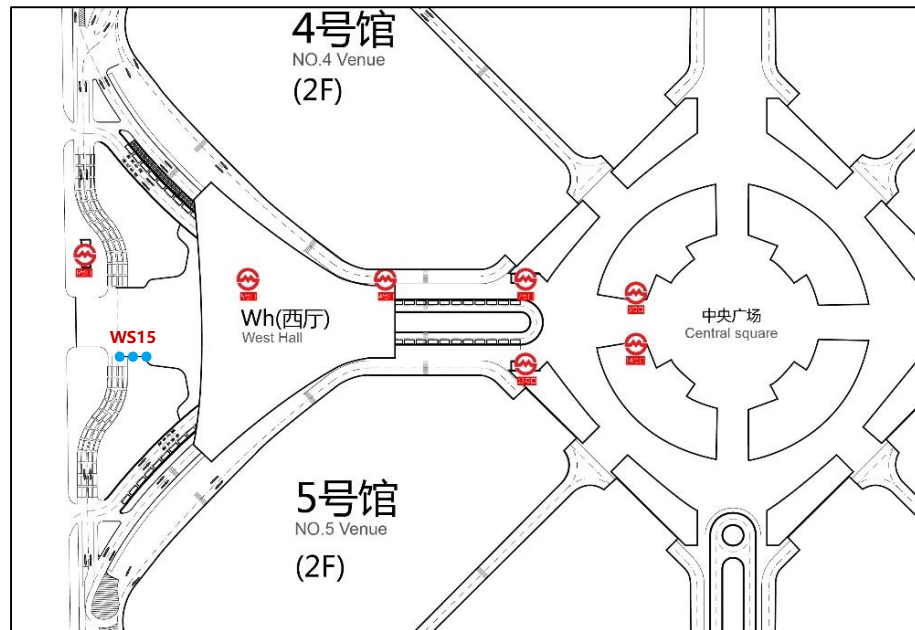 4号馆
NO.4 Venue
(2F)
Wh(西厅)
West Hall
中央广场
Central square
WS15
5号馆
NO.5 Venue
(2F)